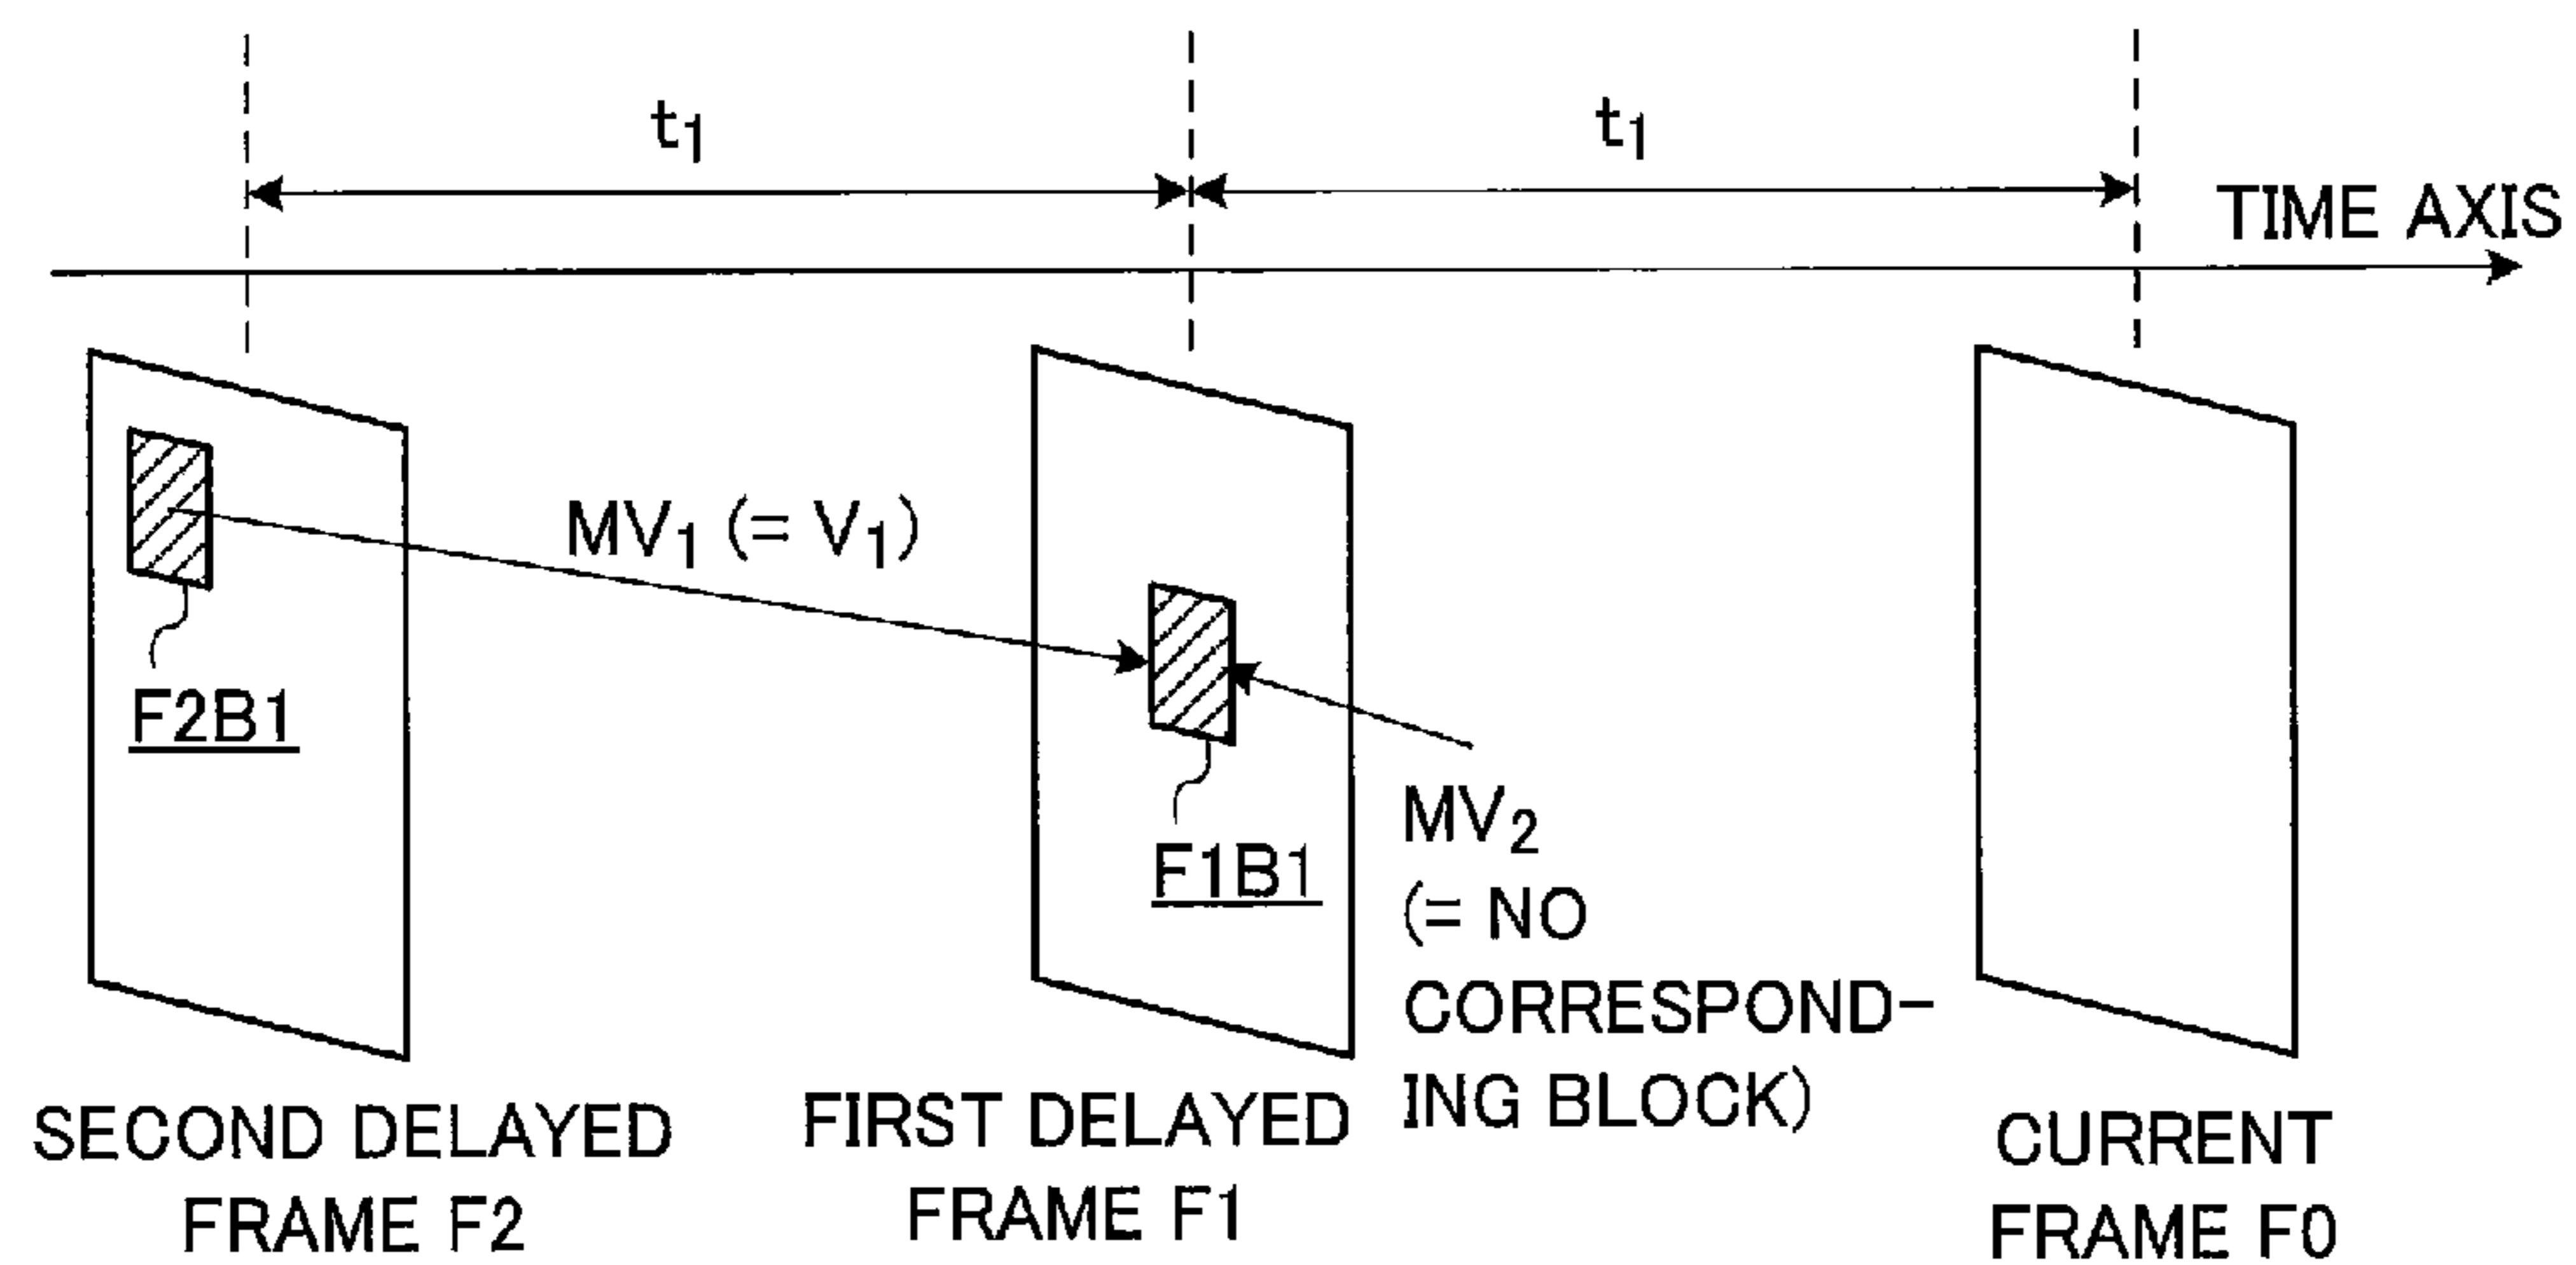 t1
t1
TIME AXIS
MV1 (= V1)
F2B1
F1B1
MV2
(= NO
CORRESPOND-
ING BLOCK)
SECOND DELAYED
FRAME F2
FIRST DELAYED
FRAME F1
CURRENT
FRAME F0